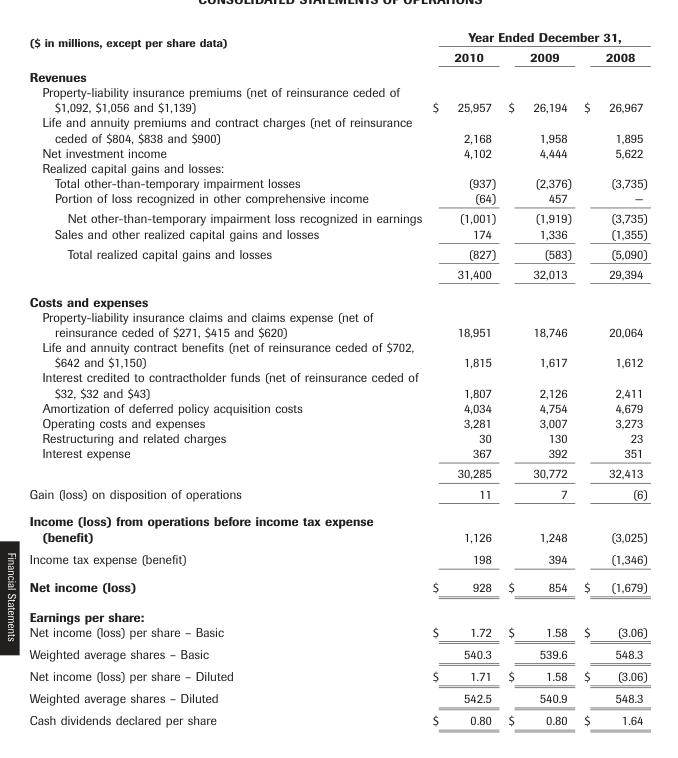 CONSOLIDATED STATEMENTS OF OPERATIONS
($ in millions, except per share data) Year Ended December 31,
2010 2009 2008
Revenues
Property-liability insurance premiums (net of reinsurance ceded of
$1,092, $1,056 and $1,139) $ 25,957 $ 26,194 $ 26,967
Life and annuity premiums and contract charges (net of reinsurance
ceded of $804, $838 and $900) 2,168 1,958 1,895
Net investment income 4,102 4,444 5,622
Realized capital gains and losses:
Total other-than-temporary impairment losses (937) (2,376) (3,735)
Portion of loss recognized in other comprehensive income (64) 457 –
Net other-than-temporary impairment loss recognized in earnings (1,001) (1,919) (3,735)
Sales and other realized capital gains and losses 174 1,336 (1,355)
Total realized capital gains and losses (827) (583) (5,090)
31,400 32,013 29,394
Costs and expenses
Property-liability insurance claims and claims expense (net of
reinsurance ceded of $271, $415 and $620) 18,951 18,746 20,064
Life and annuity contract benefits (net of reinsurance ceded of $702,
$642 and $1,150) 1,815 1,617 1,612
Interest credited to contractholder funds (net of reinsurance ceded of
$32, $32 and $43) 1,807 2,126 2,411
Amortization of deferred policy acquisition costs 4,034 4,754 4,679
Operating costs and expenses 3,281 3,007 3,273
Restructuring and related charges 30 130 23
Interest expense 367 392 351
30,285 30,772 32,413
Gain (loss) on disposition of operations 11 7 (6)
Income (loss) from operations before income tax expense
(benefit) 1,126 1,248 (3,025)
Income tax expense (benefit) 198 394 (1,346)
Net income (loss) $ 928 $ 854 $ (1,679)
Earnings per share:
Net income (loss) per share – Basic $ 1.72 $ 1.58 $ (3.06)
Weighted average shares – Basic 540.3 539.6 548.3
Net income (loss) per share – Diluted $ 1.71 $ 1.58 $ (3.06)
Weighted average shares – Diluted 542.5 540.9 548.3
Cash dividends declared per share $ 0.80 $ 0.80 $ 1.64
Financial Statements